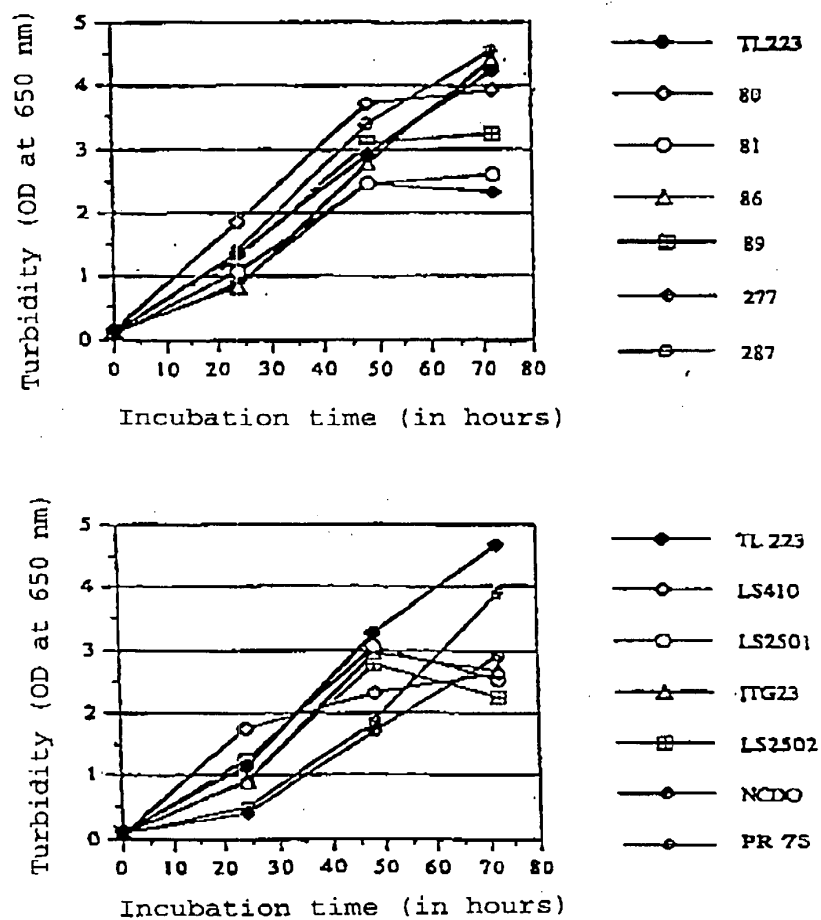 Turbidity (OD at 650 nm)
5
4
3
2
1
0
0 10 20 30 40 50 60 70 80
Incubation time (in hours)
TL223
80
81
86
89
277
287
Turbidity (OD at 650 nm)
5
4
3
2
1
0
0 10 20 30 40 50 60 70 80
Incubation time (in hours)
TL 223
LS410
LS2501
ITG23
LS2502
NCDO
PR 75